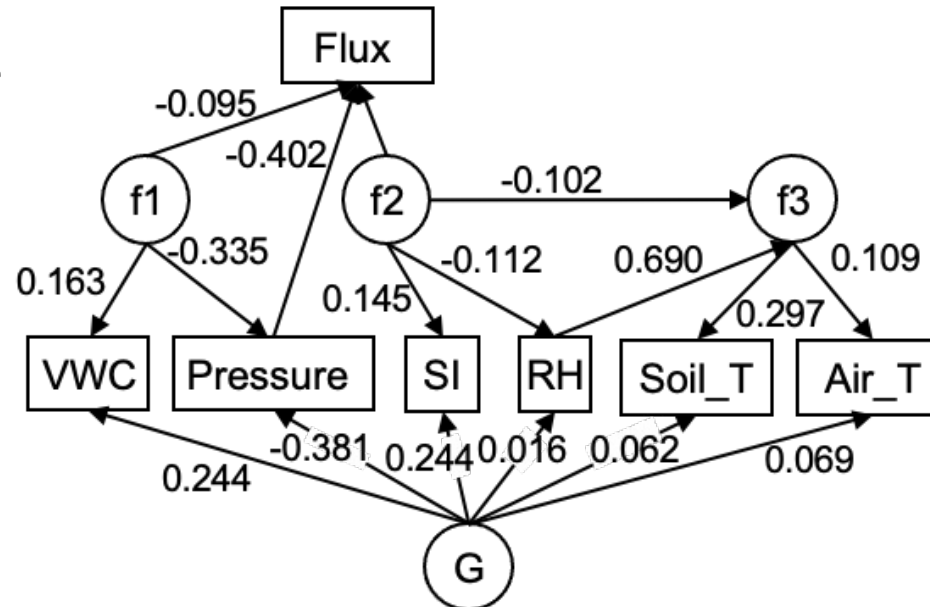 Flux
-0.095
-0.402
f1
f2
-0.102
f3
-0.335
-0.112
0.690
0.109
0.163
0.145
0.297
VWC
Pressure
SI
RH
Soil_T
Air_T
-0.381
0.244
0.016
0.062
0.069
0.244
G